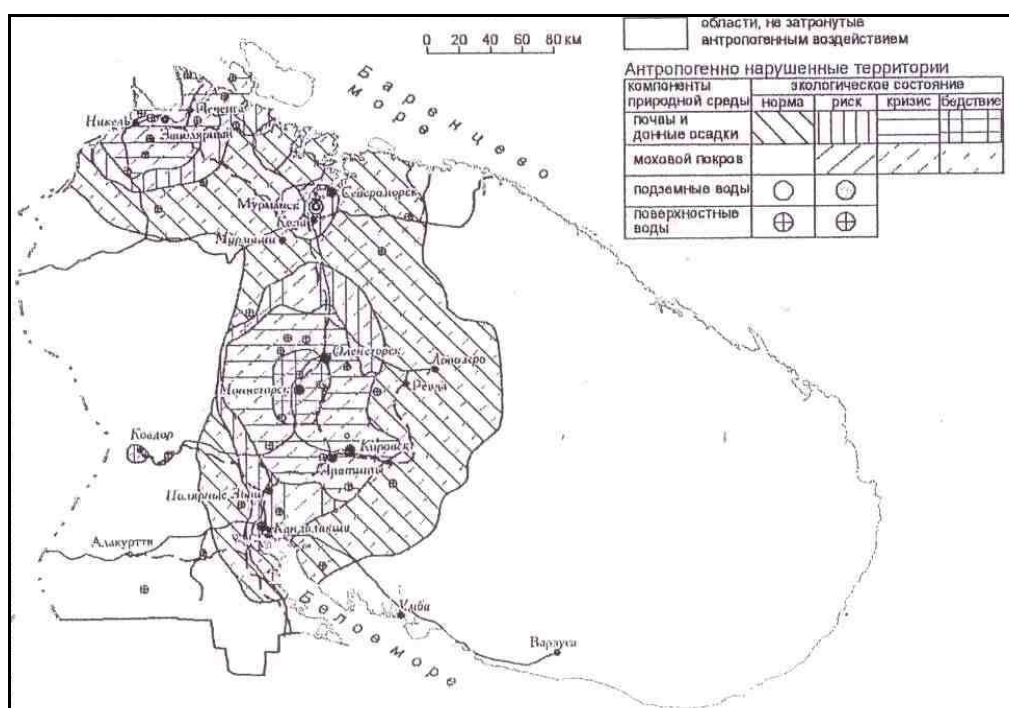 области, не затронутые
антропогенным воздействием
0 20 40 60 80 км
Антропогенно нарушенные территории
компоненты
природной среды
экологическое состояние
норма риск кризис бедствие
почвы и
донные осадки
моховой покров
подземные воды
поверхностные
воды
Баренцево
море
Печенга
Никель
Заполярный
Североморск
Мурманск
Кола
Мурмаши
Оленегорск
Ловозеро
Ревда
Мончегорск
Ковдор
Кировск
Апатиты
Полярные Зори
Кандалакша
Алакуртти
Умба
Белое море
Варзуга